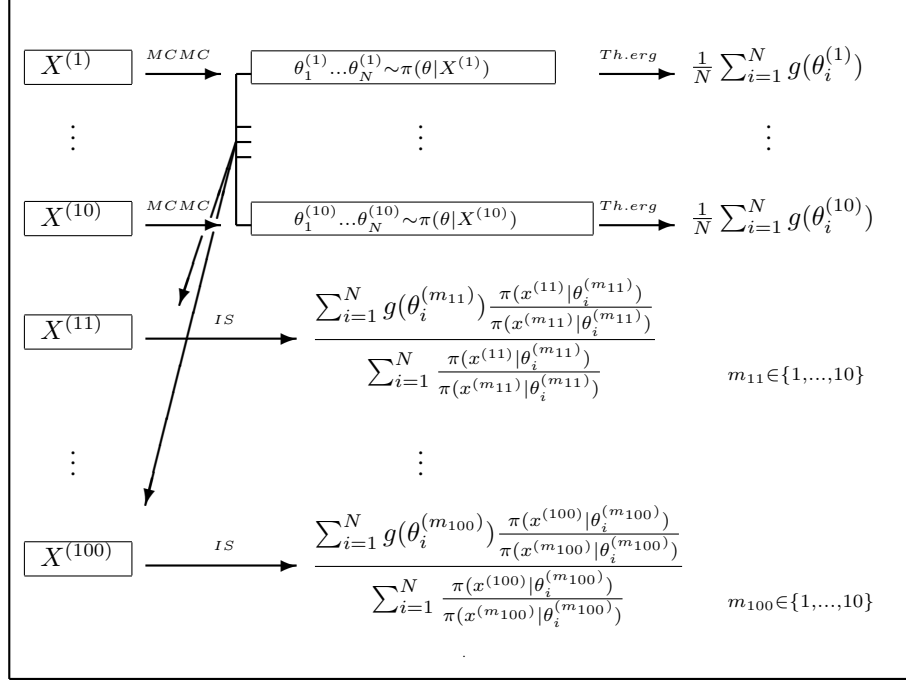 X^{(1)} MCMC θ_1^{(1)}...θ_N^{(1)}∼π(θ|X^{(1)}) Th.erg \frac{1}{N} \sum_{i=1}^{N} g(θ_i^{(1)})
⋮ ⋮ ⋮
X^{(10)} MCMC θ_1^{(10)}...θ_N^{(10)}∼π(θ|X^{(10)}) Th.erg \frac{1}{N} \sum_{i=1}^{N} g(θ_i^{(10)})
X^{(11)} IS \frac{\sum_{i=1}^{N} g(θ_i^{(m_{11})}) \frac{π(x^{(11)}|θ_i^{(m_{11})})}{π(x^{(m_{11})}|θ_i^{(m_{11})})}}{\sum_{i=1}^{N} \frac{π(x^{(11)}|θ_i^{(m_{11})})}{π(x^{(m_{11})}|θ_i^{(m_{11})})}} m_{11}∈{1,...,10}
⋮ ⋮
X^{(100)} IS \frac{\sum_{i=1}^{N} g(θ_i^{(m_{100})}) \frac{π(x^{(100)}|θ_i^{(m_{100})})}{π(x^{(m_{100})}|θ_i^{(m_{100})})}}{\sum_{i=1}^{N} \frac{π(x^{(100)}|θ_i^{(m_{100})})}{π(x^{(m_{100})}|θ_i^{(m_{100})})}} m_{100}∈{1,...,10}
.